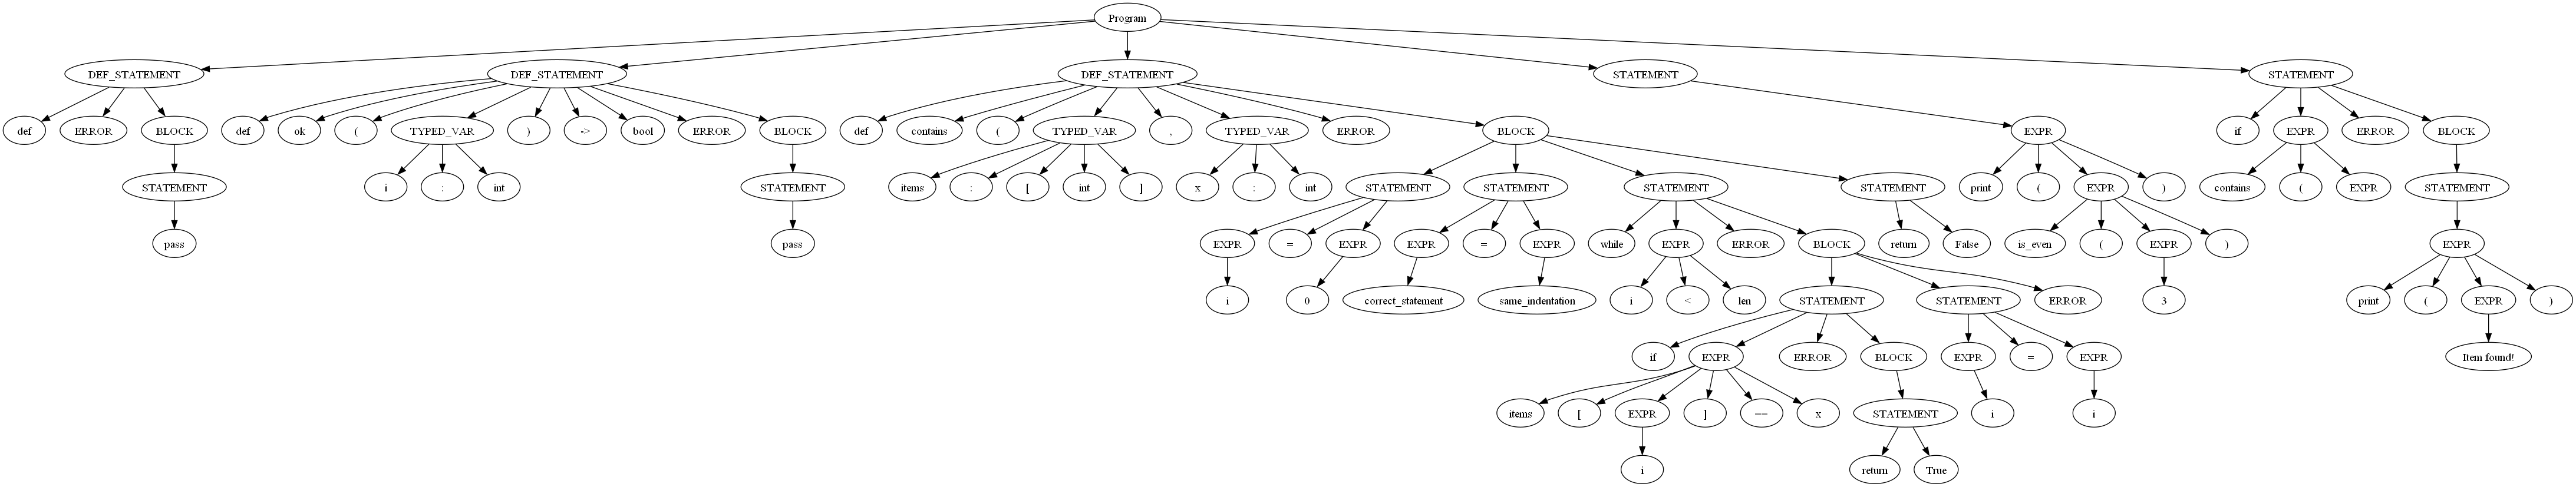 Program
DEF_STATEMENT DEF_STATEMENT DEF_STATEMENT STATEMENT STATEMENT
def ERROR BLOCK def ok ( TYPED_VAR ) -> bool ERROR BLOCK def contains ( TYPED_VAR , TYPED_VAR ERROR BLOCK EXPR if EXPR ERROR BLOCK
STATEMENT i : int STATEMENT items : [ int ] x : int STATEMENT STATEMENT STATEMENT STATEMENT print ( EXPR ) contains ( EXPR STATEMENT
pass pass EXPR = EXPR EXPR = EXPR while EXPR ERROR BLOCK return False is_even ( EXPR ) EXPR
i 0 correct_statement same_indentation i < len STATEMENT STATEMENT ERROR 3 print ( EXPR )
if EXPR ERROR BLOCK EXPR = EXPR Item found!
items [ EXPR ] == x STATEMENT i i
i return True